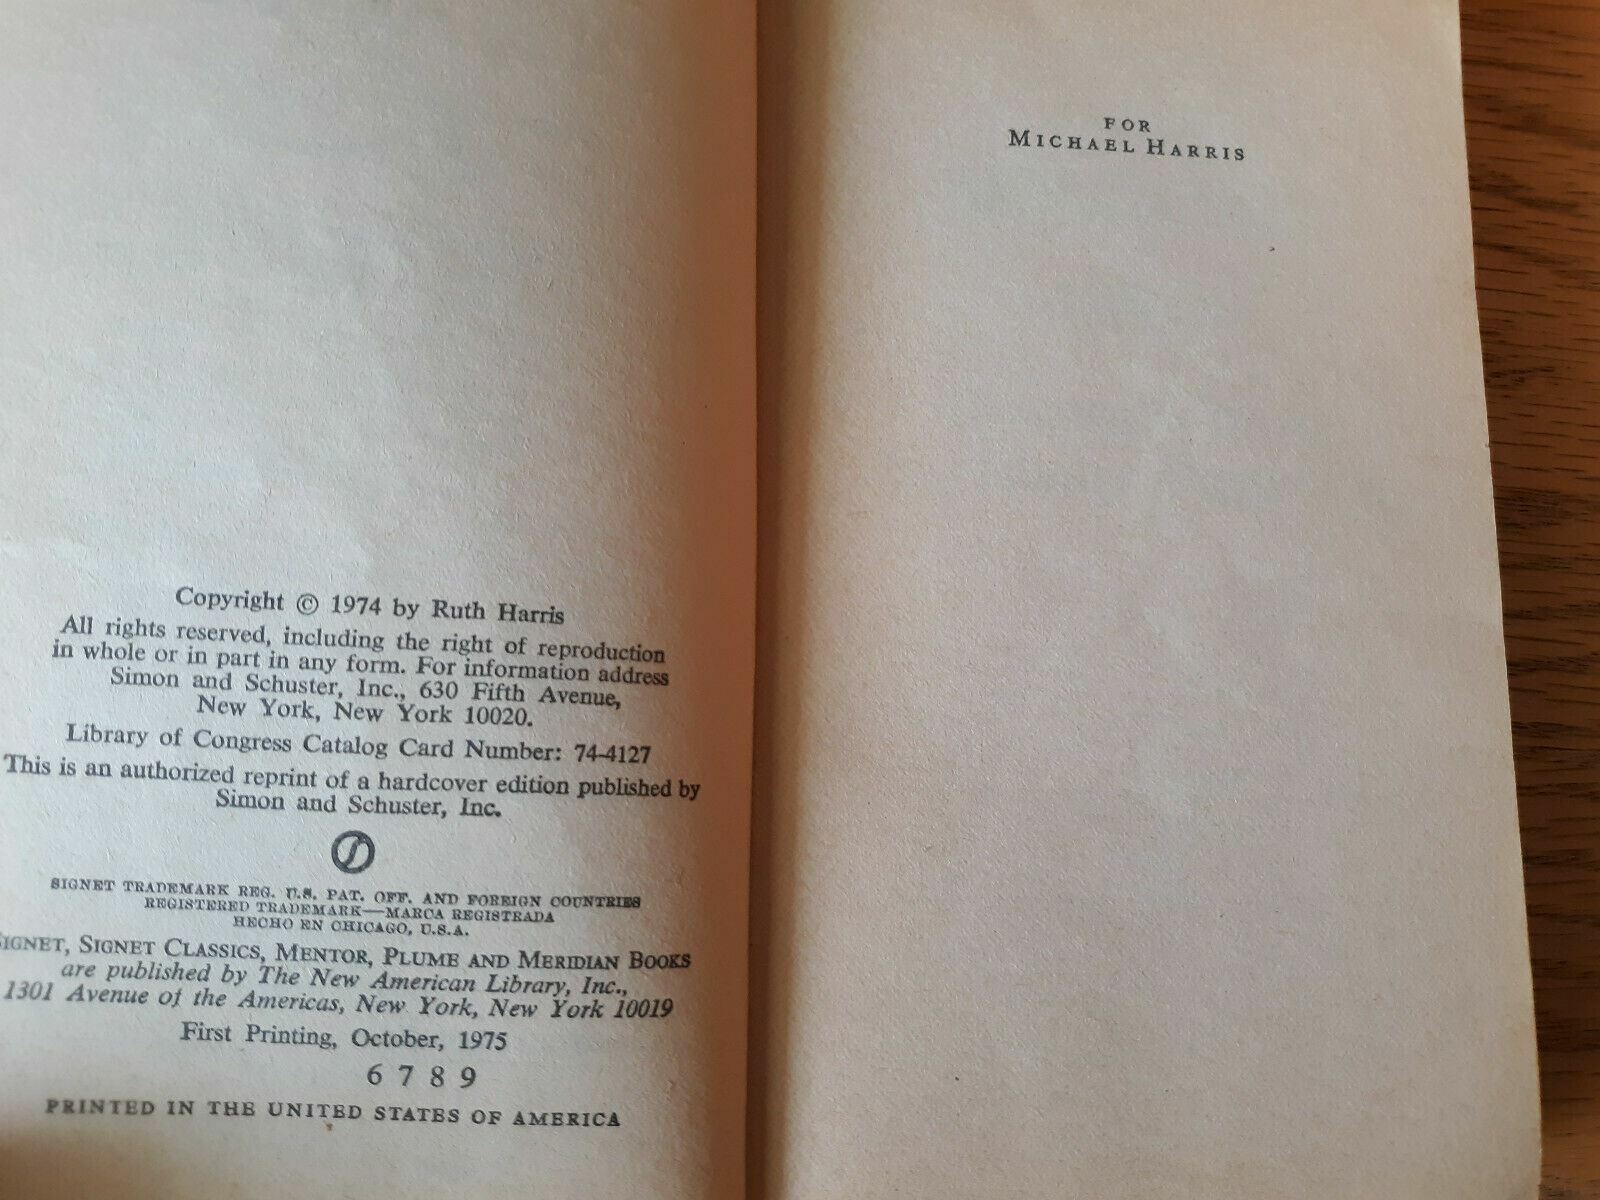 Copyright © 1974 by Ruth Harris
All rights reserved, including the right of reproduction
in whole or in part in any form. For information address
Simon and Schuster, Inc., 630 Fifth Avenue,
New York, New York 10020.
Library of Congress Catalog Card Number: 74-4127
This is an authorized reprint of a hardcover edition published by
Simon and Schuster, Inc.
SIGNET TRADEMARK REG. U.S. PAT. OFF. AND FOREIGN COUNTRIES
REGISTERED TRADEMARK—MARCA REGISTRADA
HECHO EN CHICAGO, U.S.A.
SIGNET, SIGNET CLASSICS, MENTOR, PLUME AND MERIDIAN BOOKS
are published by The New American Library, Inc.,
1301 Avenue of the Americas, New York, New York 10019
First Printing, October, 1975
6 7 8 9
PRINTED IN THE UNITED STATES OF AMERICA
FOR
MICHAEL HARRIS